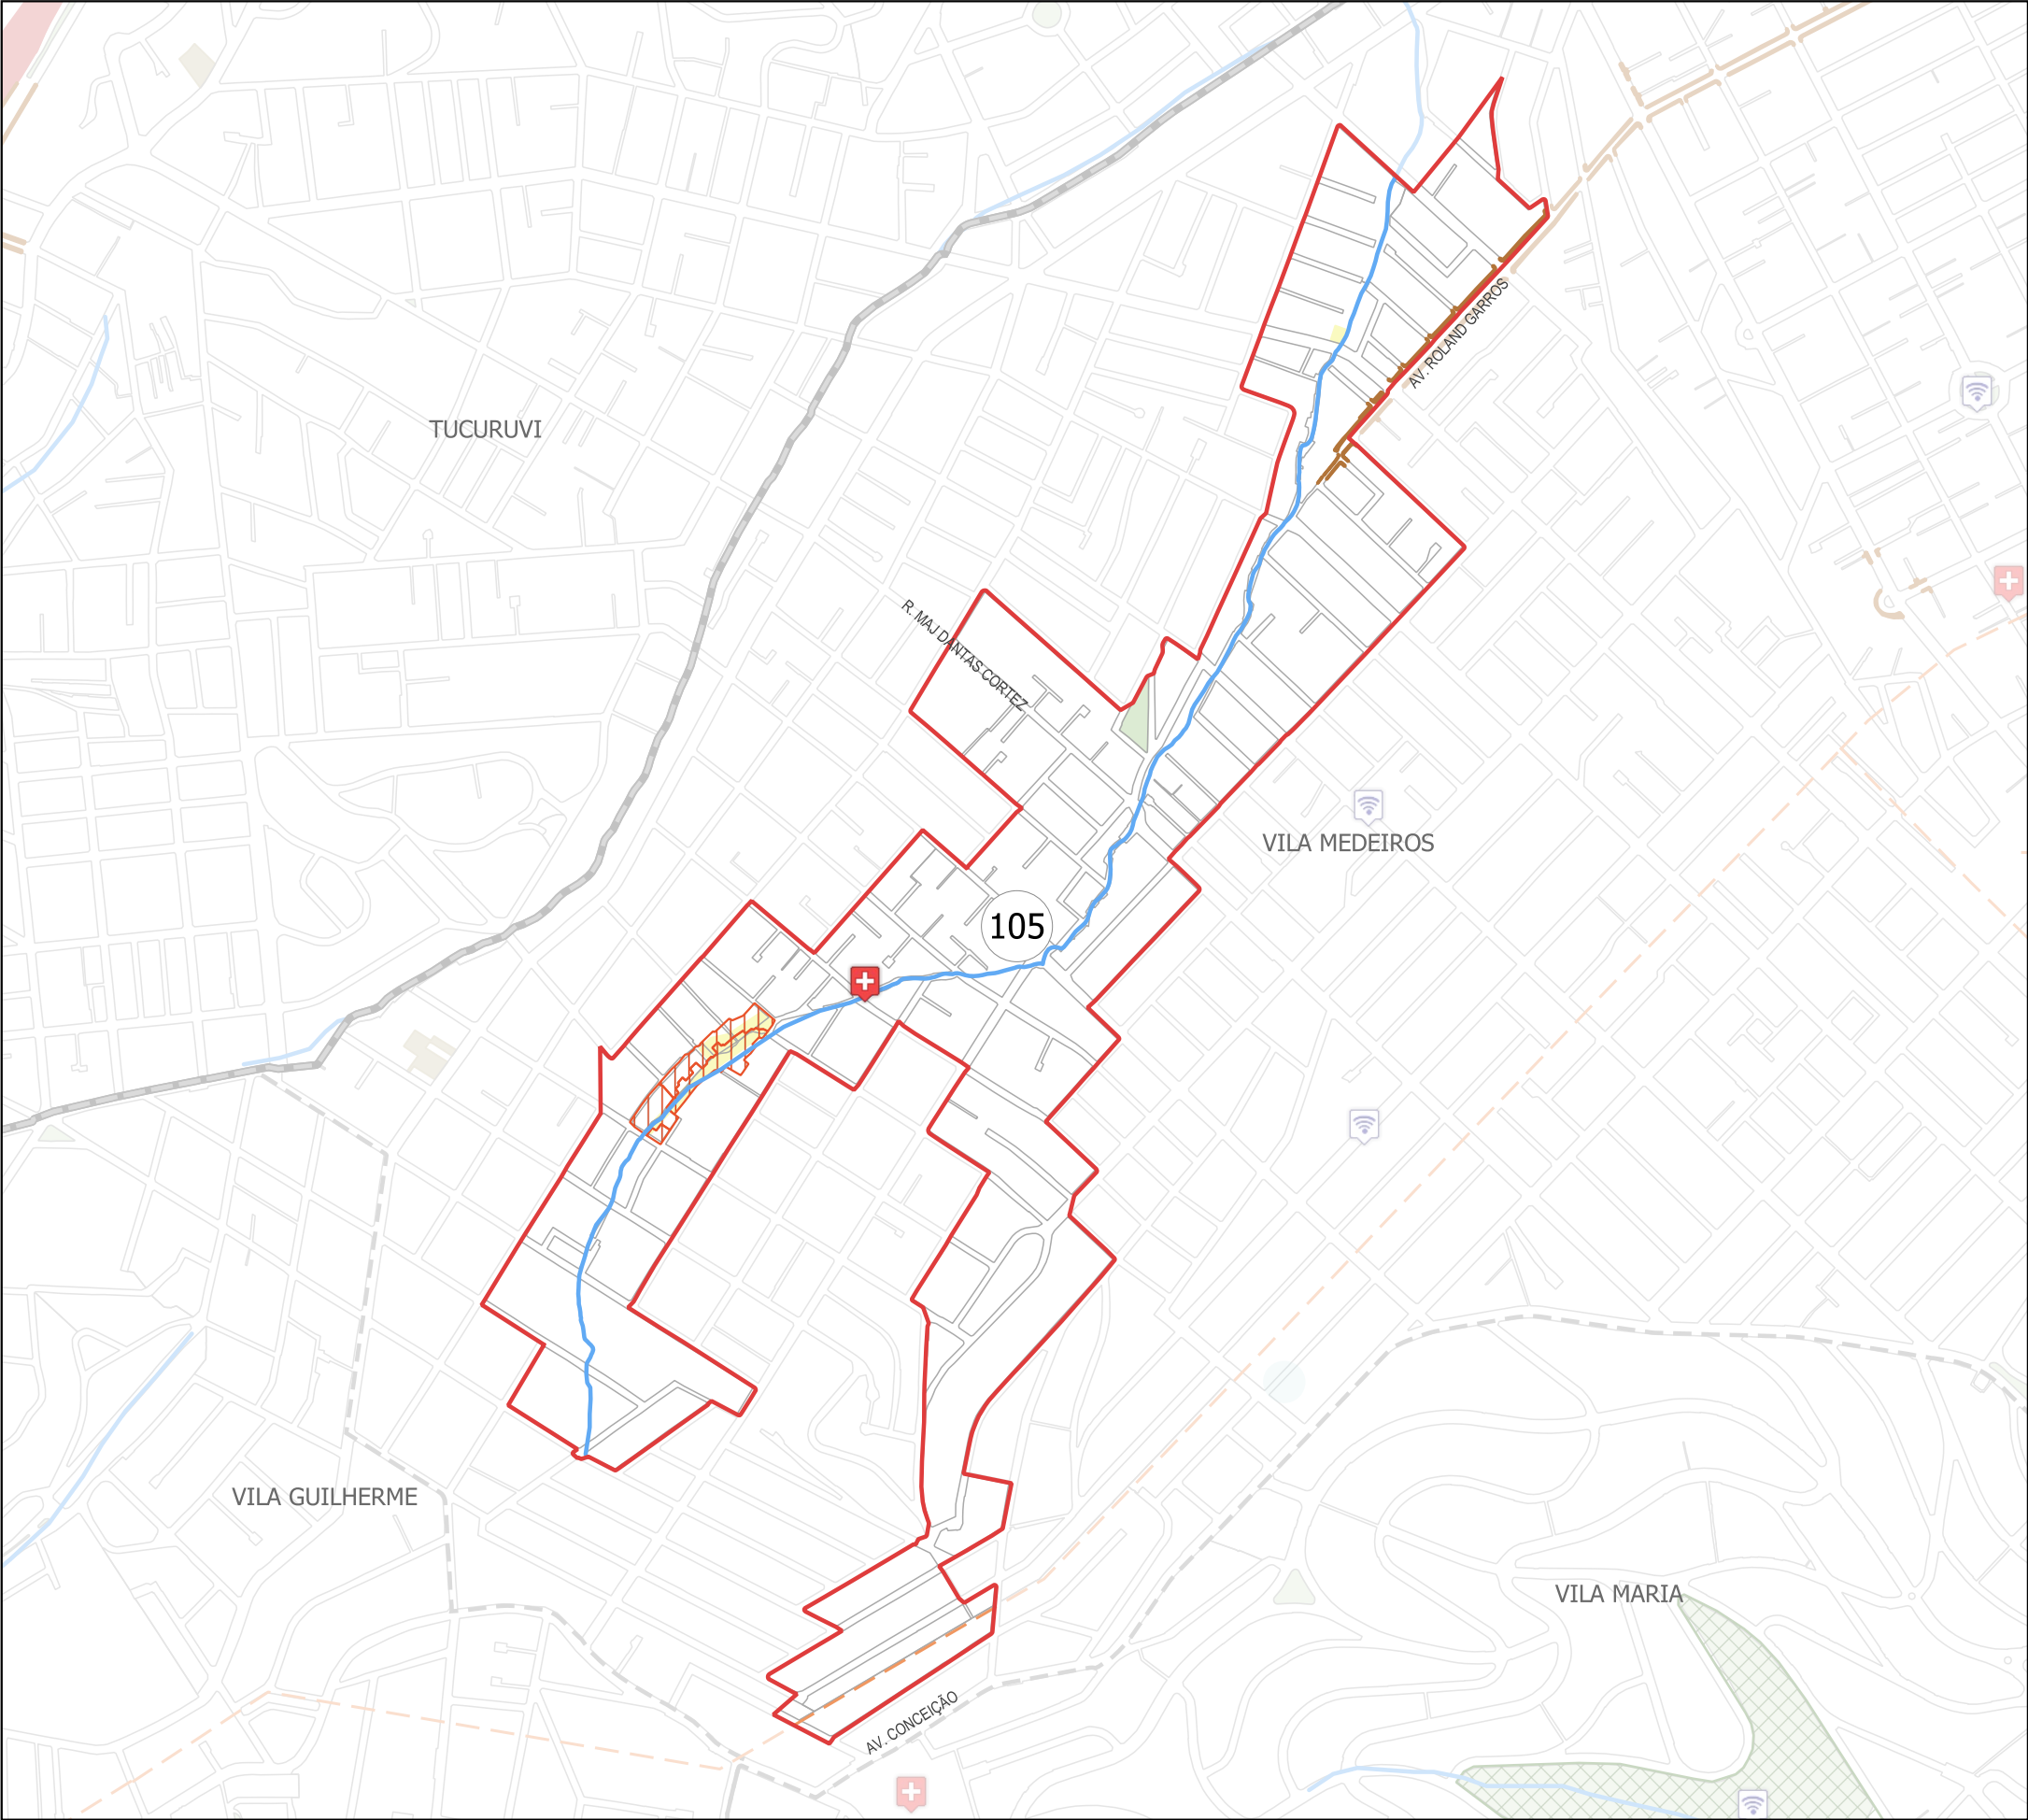 AV. ROLAND GARROS
TUCURUVI
R. MAJ DANTAS CORTEZ
VILA MEDEIROS
105
VILA GUILHERME
VILA MARIA
AV. CONCEIÇÃO